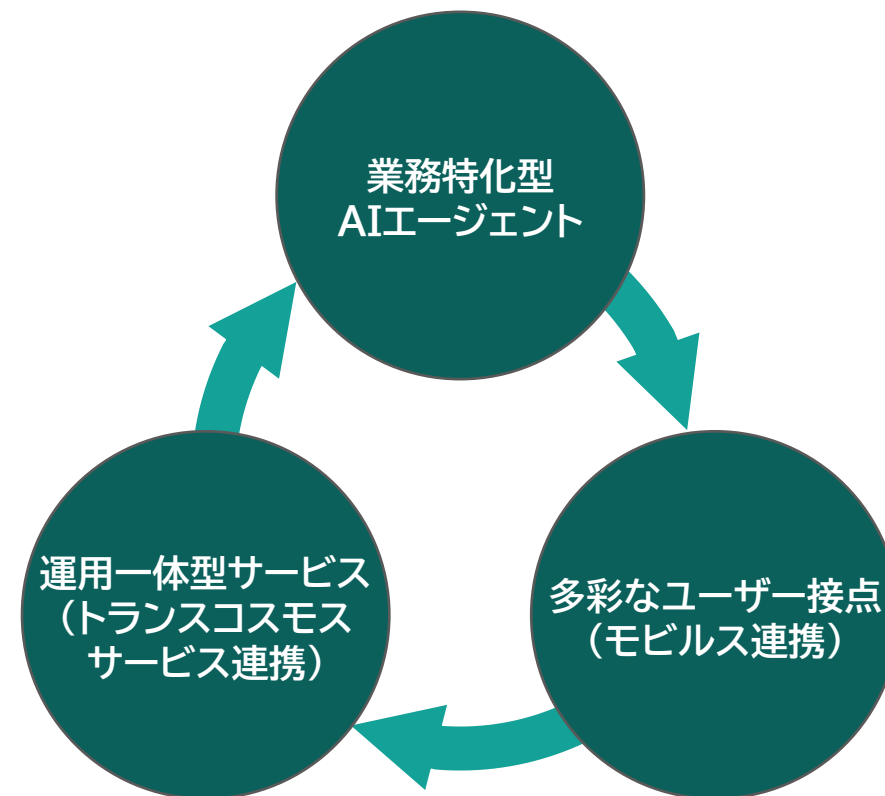 業務特化型
AIエージェント
運用一体型サービス
（トランスコスモス
サービス連携）
多彩なユーザー接点
（モビルス連携）